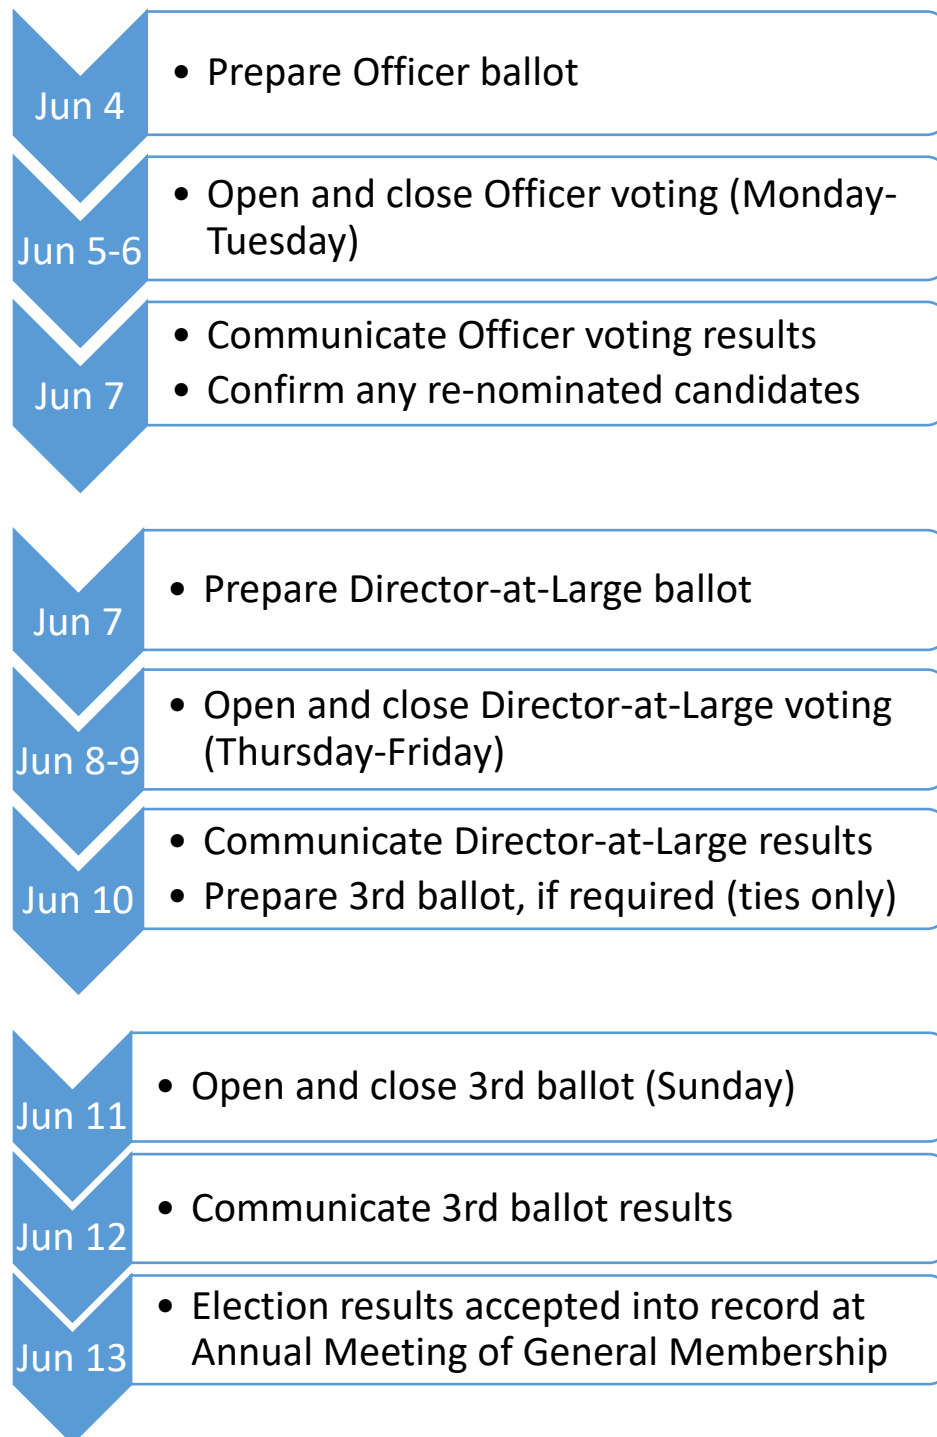 Jun 4
• Prepare Officer ballot
Jun 5-6
• Open and close Officer voting (Monday-
Tuesday)
Jun 7
• Communicate Officer voting results
• Confirm any re-nominated candidates
Jun 7
• Prepare Director-at-Large ballot
Jun 8-9
• Open and close Director-at-Large voting
(Thursday-Friday)
Jun 10
• Communicate Director-at-Large results
• Prepare 3rd ballot, if required (ties only)
Jun 11
• Open and close 3rd ballot (Sunday)
Jun 12
• Communicate 3rd ballot results
Jun 13
• Election results accepted into record at
Annual Meeting of General Membership